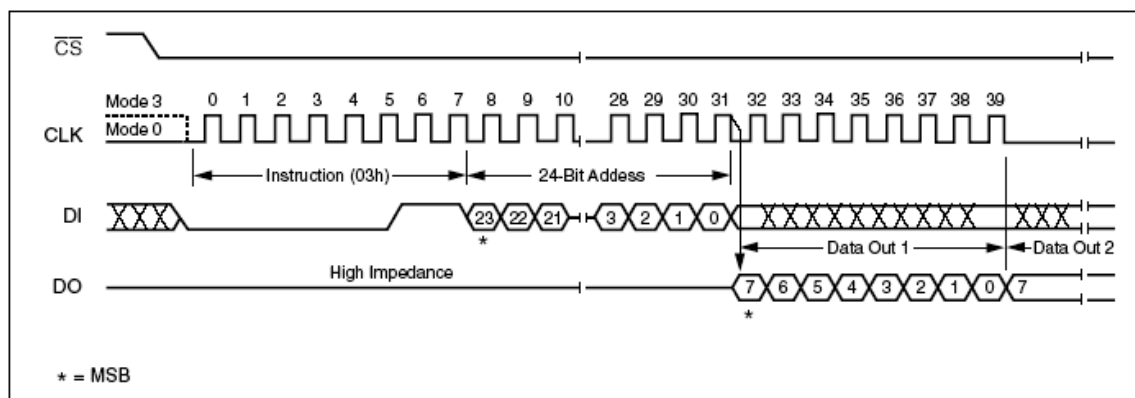 CS
Mode 3
0 1 2 3 4 5 6 7 8 9 10 28 29 30 31 32 33 34 35 36 37 38 39
CLK
Mode 0
Instruction (03h) 24-Bit Addess
DI
23 22 21 3 2 1 0
*
Data Out 1 Data Out 2
High Impedance
DO
7 6 5 4 3 2 1 0 7
*
* = MSB